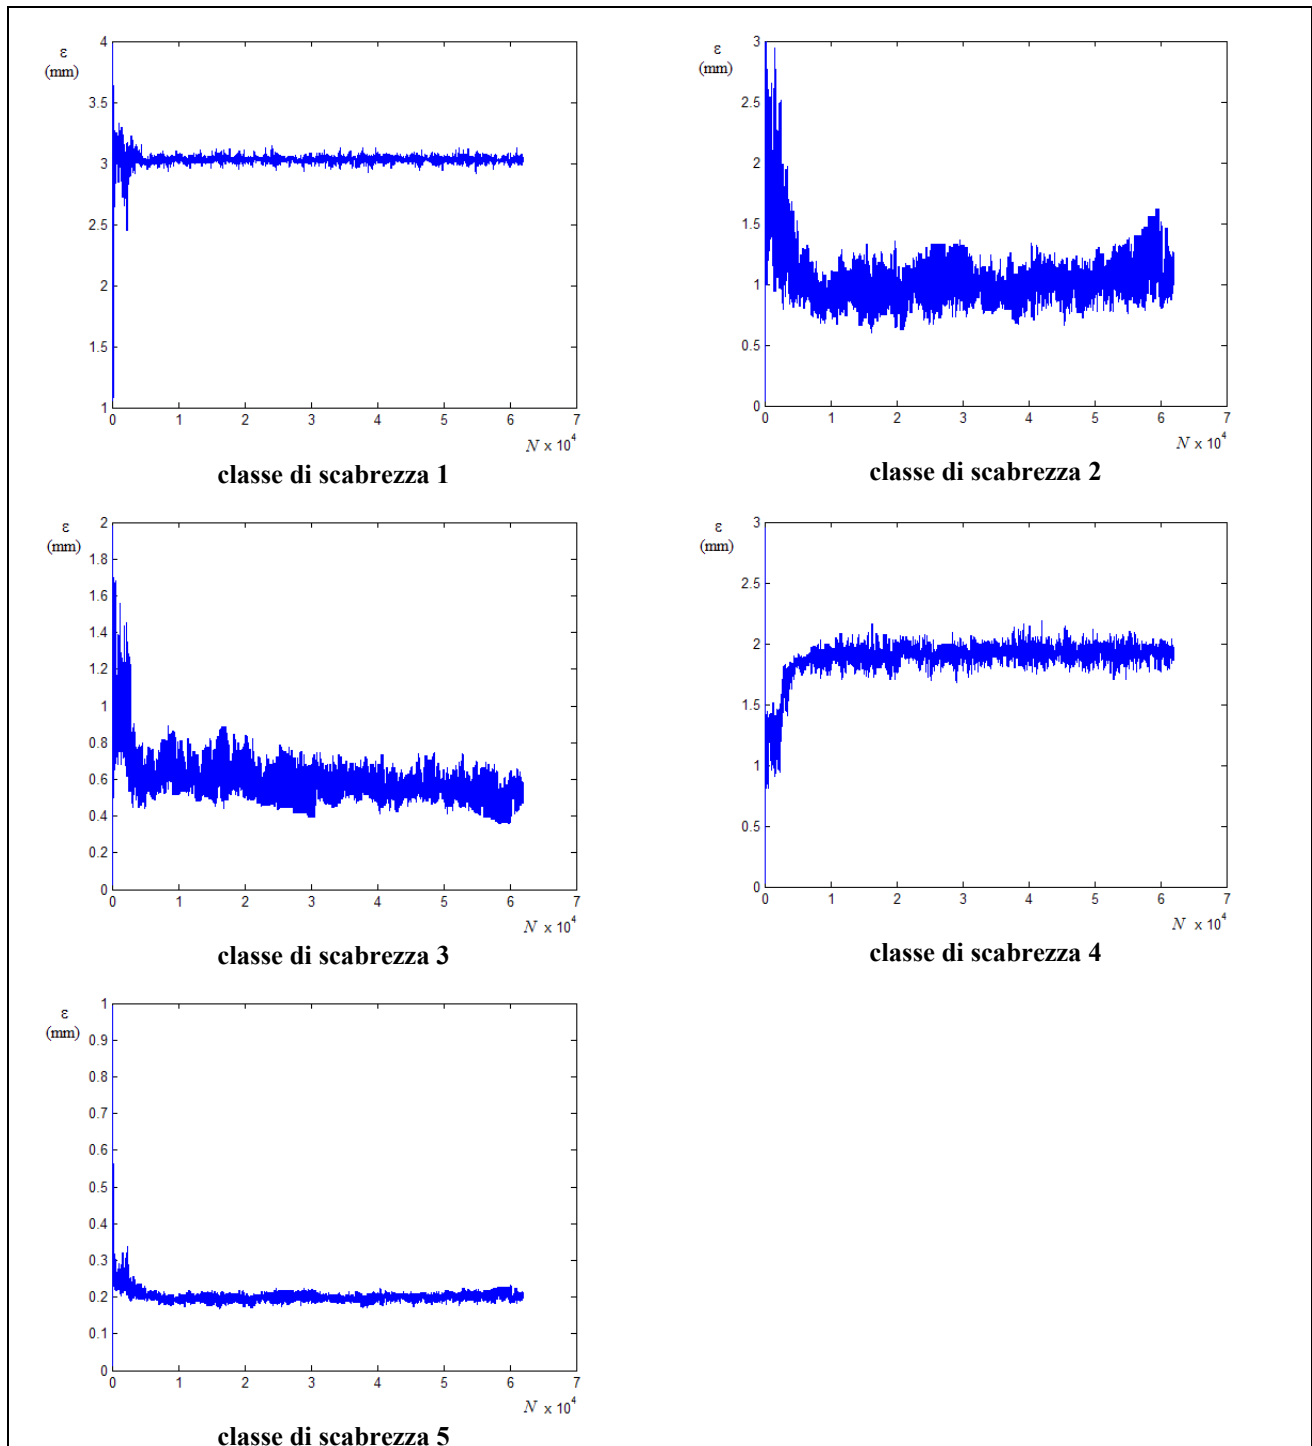 ε
(mm)
4
3.5
3
2.5
2
1.5
1
0 1 2 3 4 5 6 7
N x 10⁴
classe di scabrezza 1
ε
(mm)
3
2.5
2
1.5
1
0.5
0
0 1 2 3 4 5 6 7
N x 10⁴
classe di scabrezza 2
ε
(mm)
2
1.8
1.6
1.4
1.2
1
0.8
0.6
0.4
0.2
0
0 1 2 3 4 5 6 7
N x 10⁴
classe di scabrezza 3
ε
(mm)
3
2.5
2
1.5
1
0.5
0
0 1 2 3 4 5 6 7
N x 10⁴
classe di scabrezza 4
ε
(mm)
1
0.9
0.8
0.7
0.6
0.5
0.4
0.3
0.2
0.1
0
0 1 2 3 4 5 6 7
N x 10⁴
classe di scabrezza 5